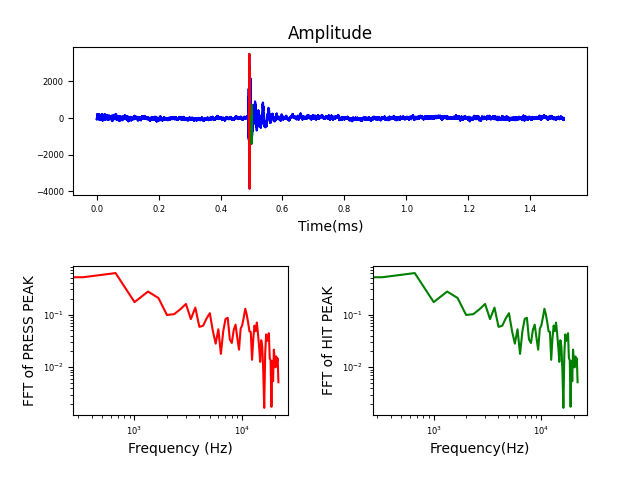 Amplitude
2000
0
−2000
−4000
0.0 0.2 0.4 0.6 0.8 1.0 1.2 1.4
Time(ms)
FFT of PRESS PEAK
10⁻¹
10⁻²
10³ 10⁴
Frequency (Hz)
FFT of HIT PEAK
10⁻¹
10⁻²
10³ 10⁴
Frequency(Hz)